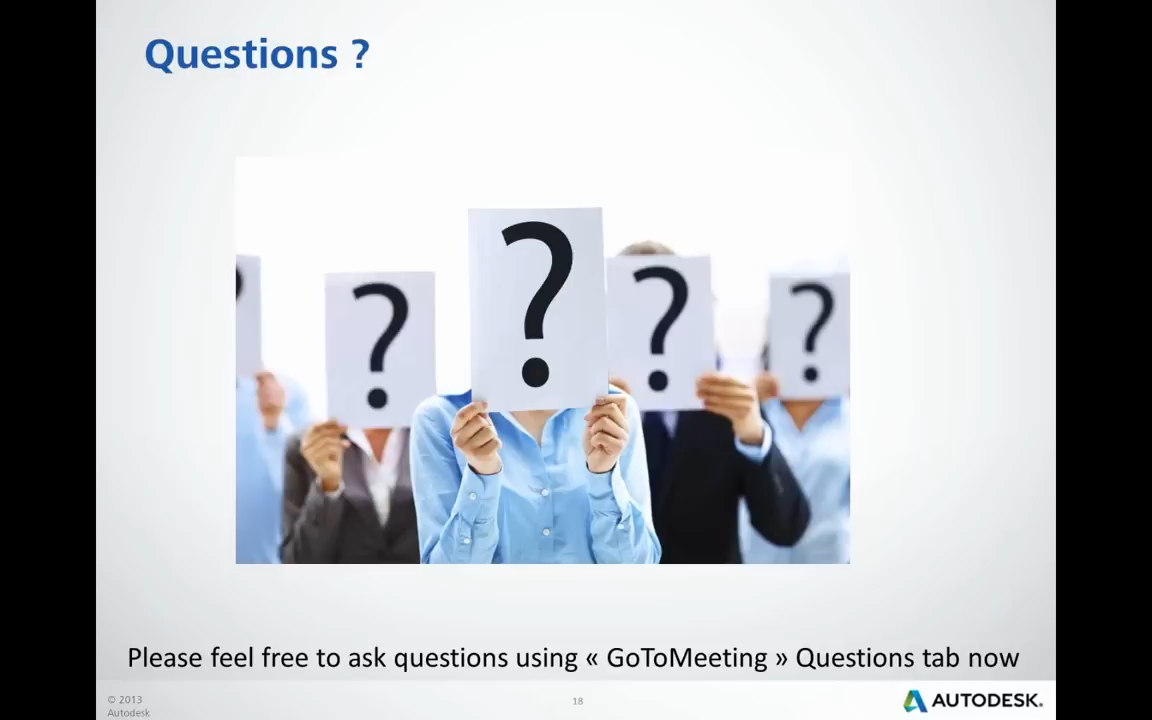 Questions ?
?
?
?
?
?
Please feel free to ask questions using « GoToMeeting » Questions tab now
© 2013
Autodesk
18
AUTODESK.